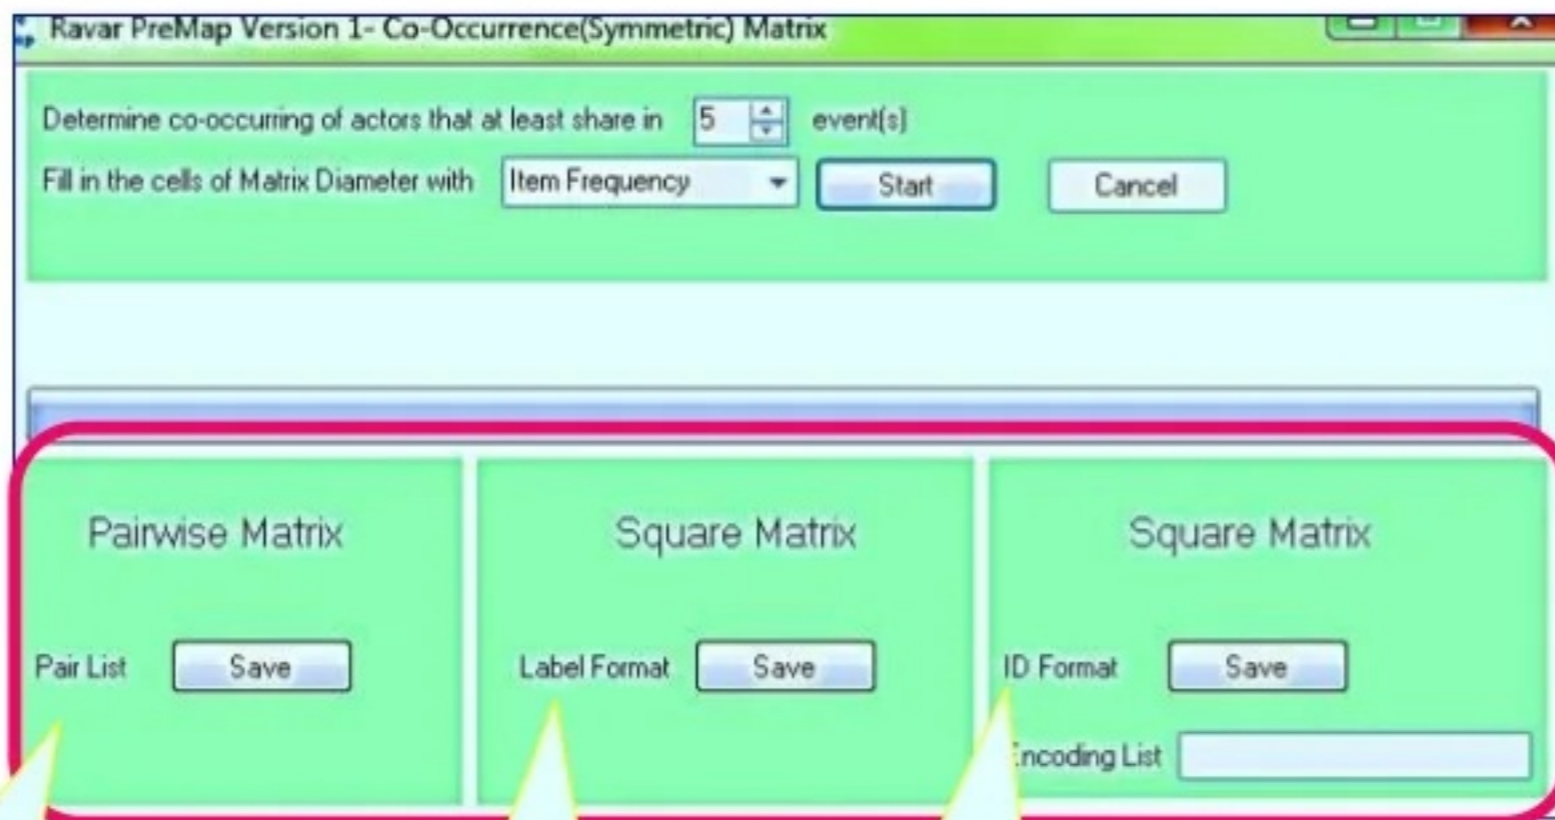 Ravar PreMap Version 1- Co-Occurrence(Symmetric) Matrix
Determine co-occurring of actors that at least share in 5 event(s)
Fill in the cells of Matrix Diameter with Item Frequency Start Cancel
Pairwise Matrix Square Matrix Square Matrix
Pair List Save Label Format Save ID Format Save
Encoding List